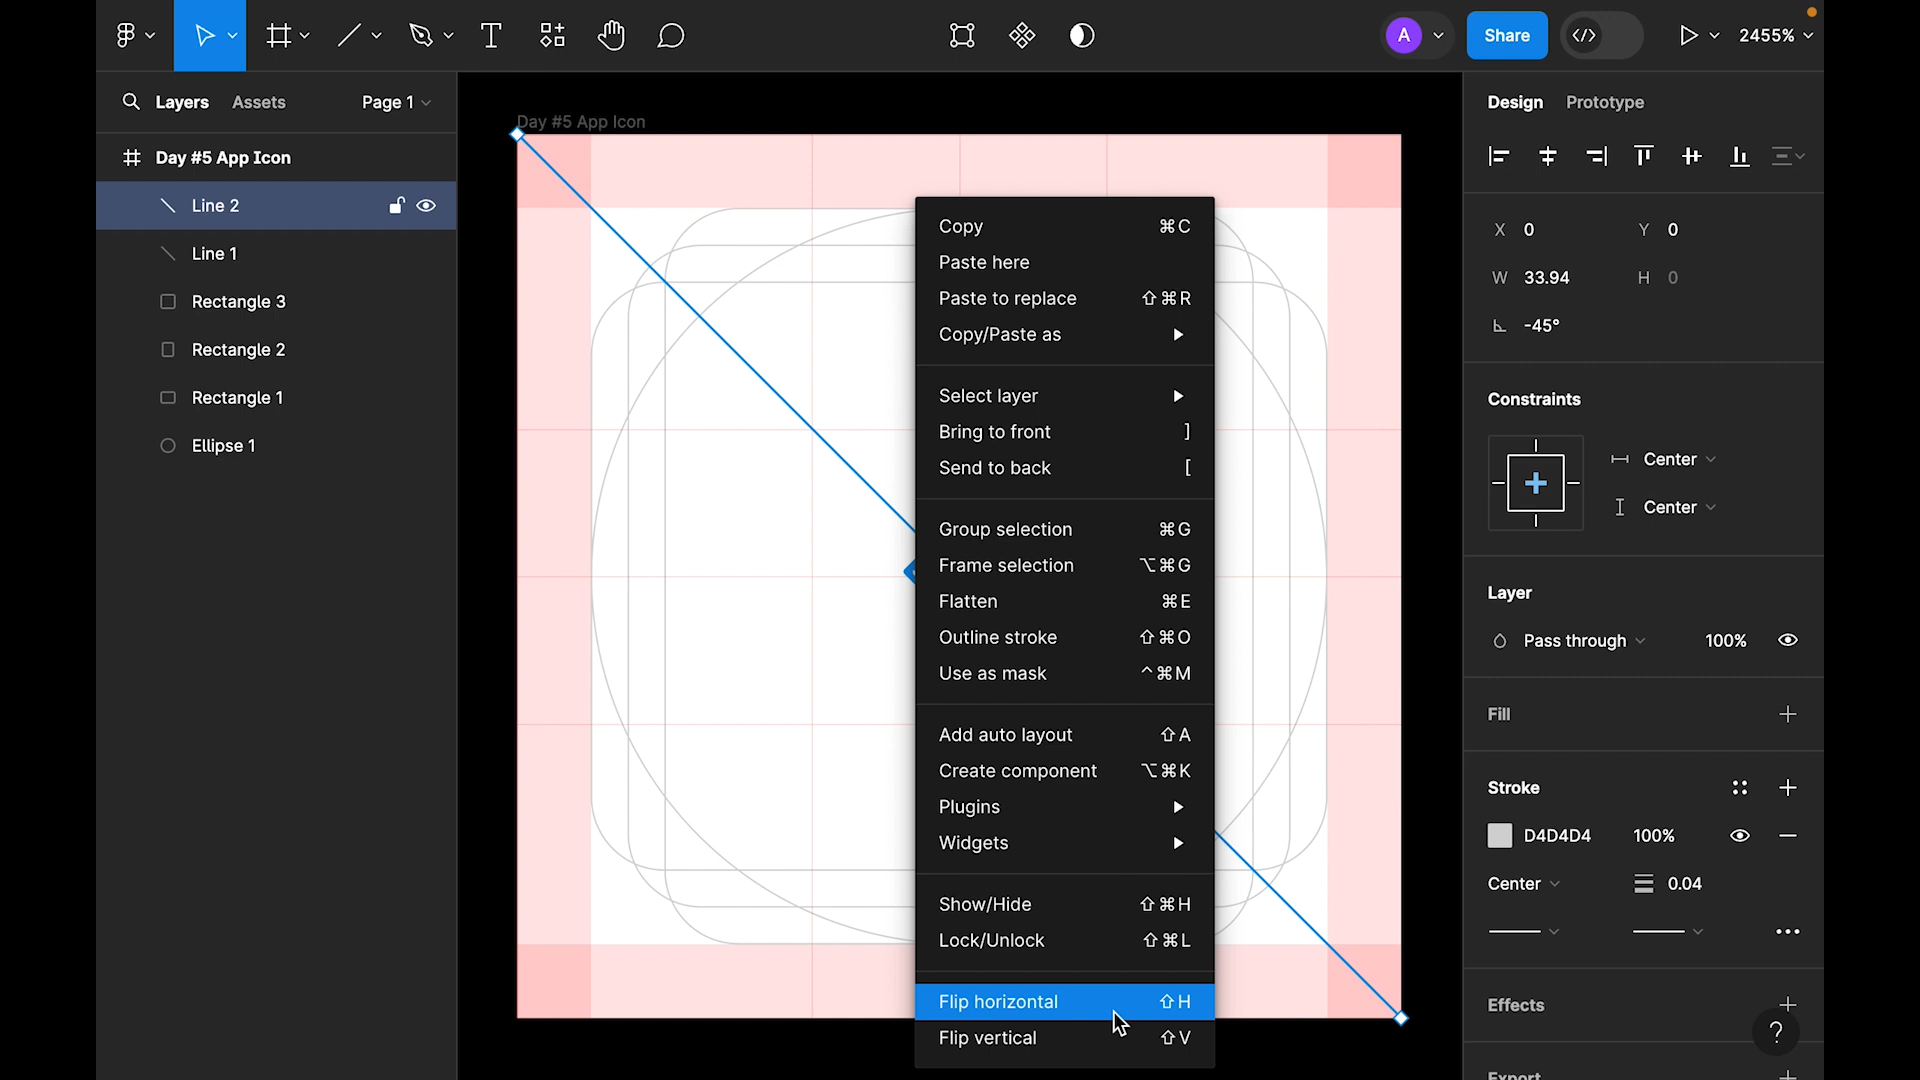 A
Share
2455%
Layers
Assets
Page 1
Day #5 App Icon
Line 2
Line 1
Rectangle 3
Rectangle 2
Rectangle 1
Ellipse 1
Day #5 App Icon
Copy ⌘C
Paste here
Paste to replace ⇧⌘R
Copy/Paste as
Select layer
Bring to front ]
Send to back [
Group selection ⌘G
Frame selection ⌥⌘G
Flatten ⌘E
Outline stroke ⇧⌘O
Use as mask ^⌘M
Add auto layout ⇧A
Create component ⌥⌘K
Plugins
Widgets
Show/Hide ⇧⌘H
Lock/Unlock ⇧⌘L
Flip horizontal ⇧H
Flip vertical ⇧V
Design
Prototype
X 0 Y 0
W 33.94 H 0
-45°
Constraints
Center
Center
Layer
Pass through 100%
Fill
Stroke
D4D4D4 100%
Center 0.04
Effects
?
Export